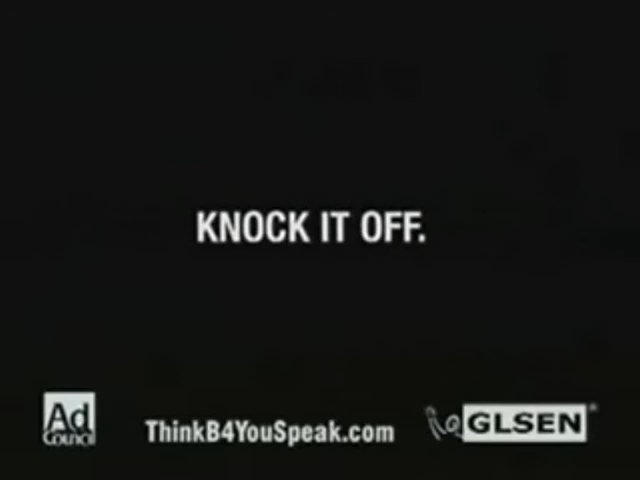 KNOCK IT OFF.
Ad
COUNCIL
ThinkB4YouSpeak.com
GLSEN®